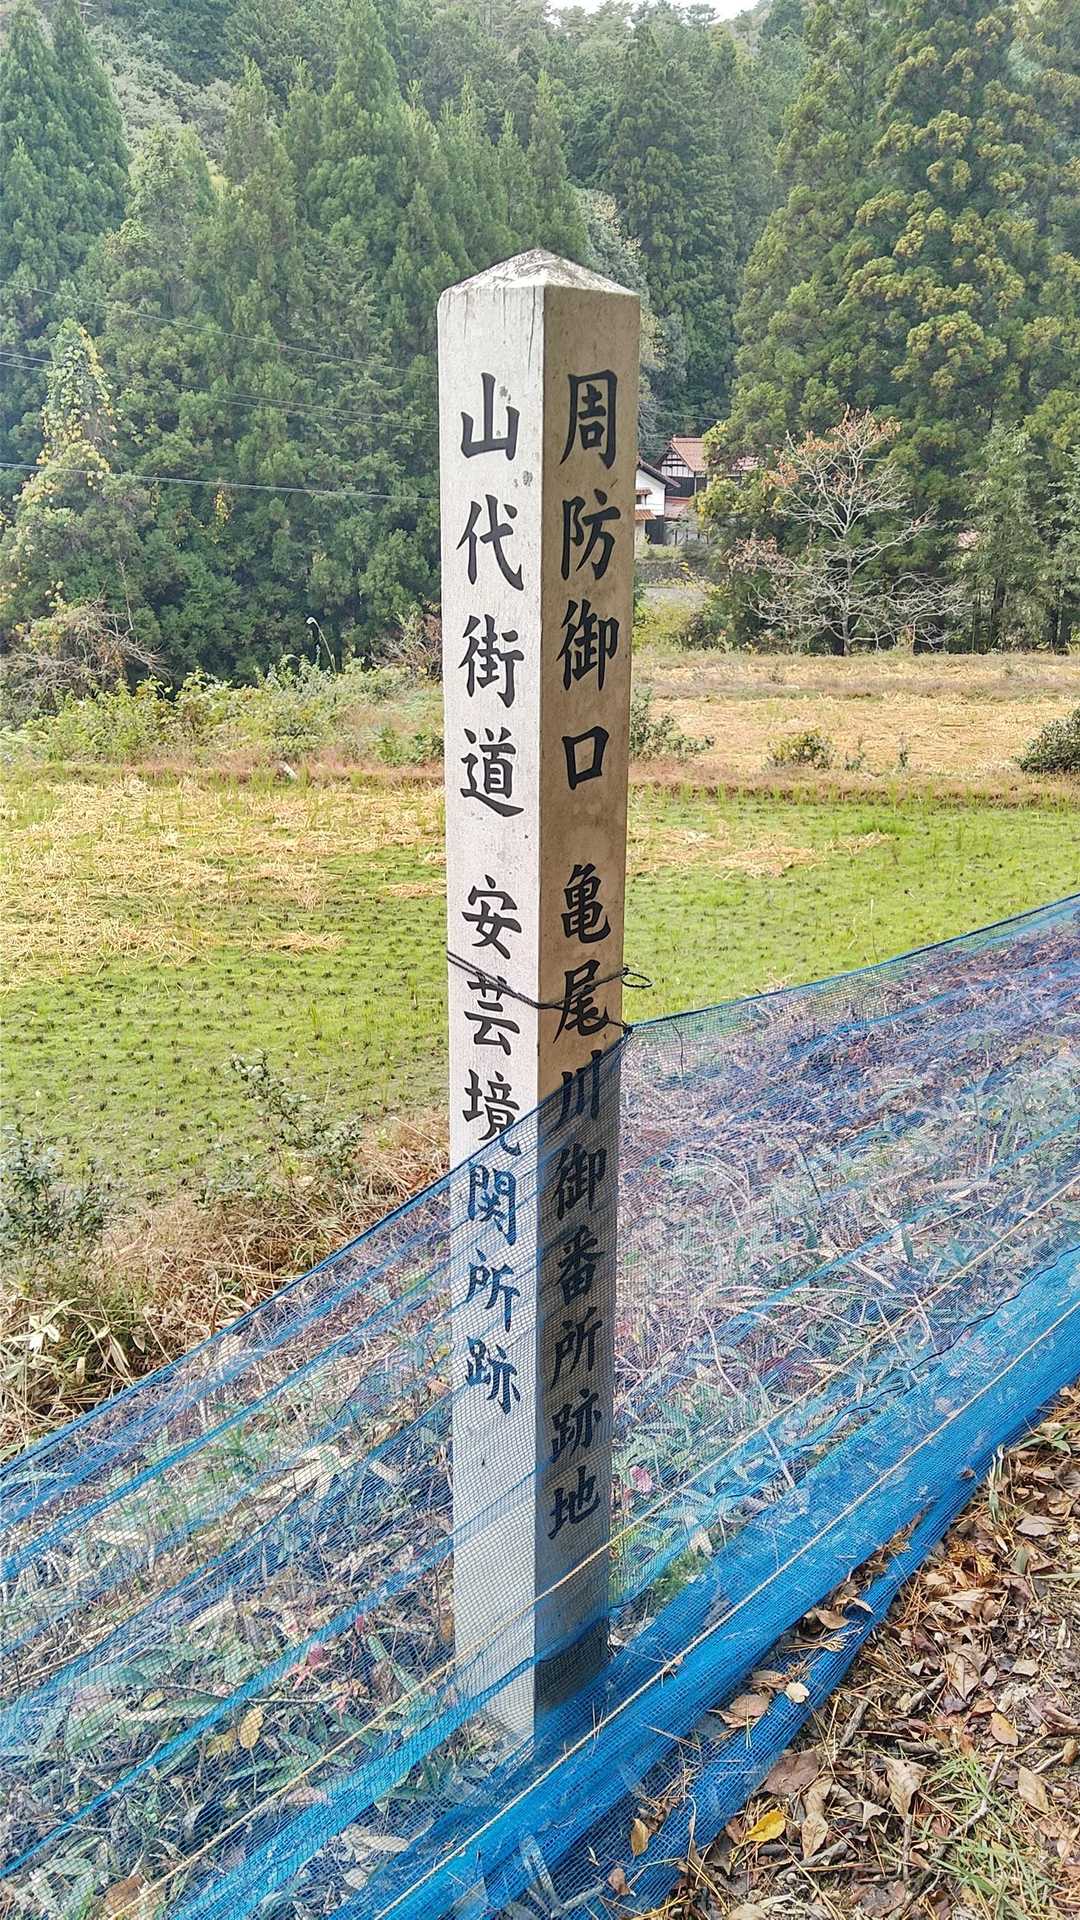 周防御口 亀尾川御番所跡地
山代街道 安芸境関所跡